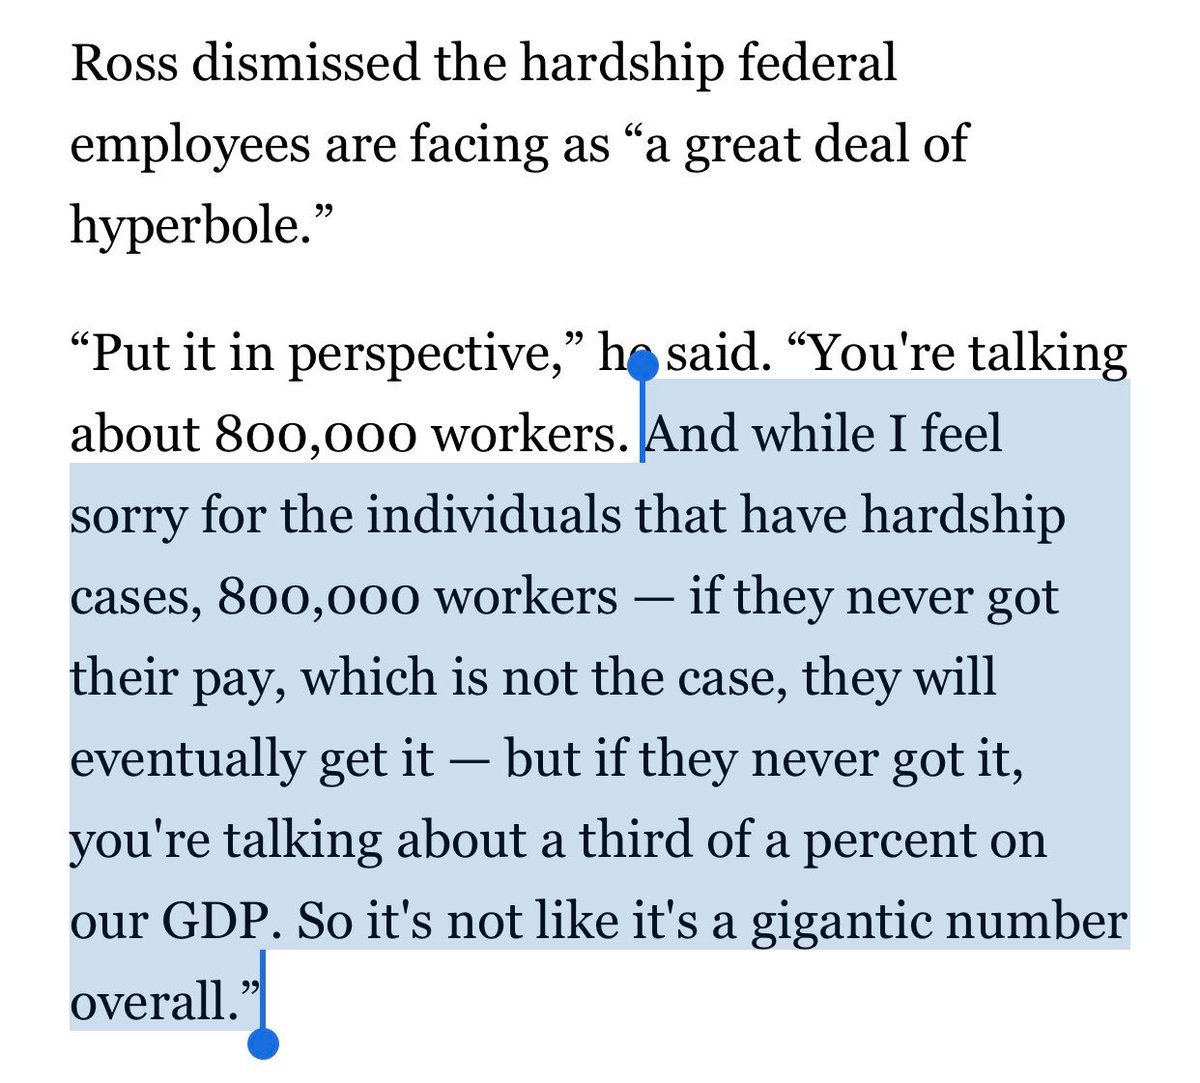 Ross dismissed the hardship federal
employees are facing as “a great deal of
hyperbole.”
“Put it in perspective,” he said. “You're talking
about 800,000 workers. And while I feel
sorry for the individuals that have hardship
cases, 800,000 workers — if they never got
their pay, which is not the case, they will
eventually get it — but if they never got it,
you're talking about a third of a percent on
our GDP. So it's not like it's a gigantic number
overall.”